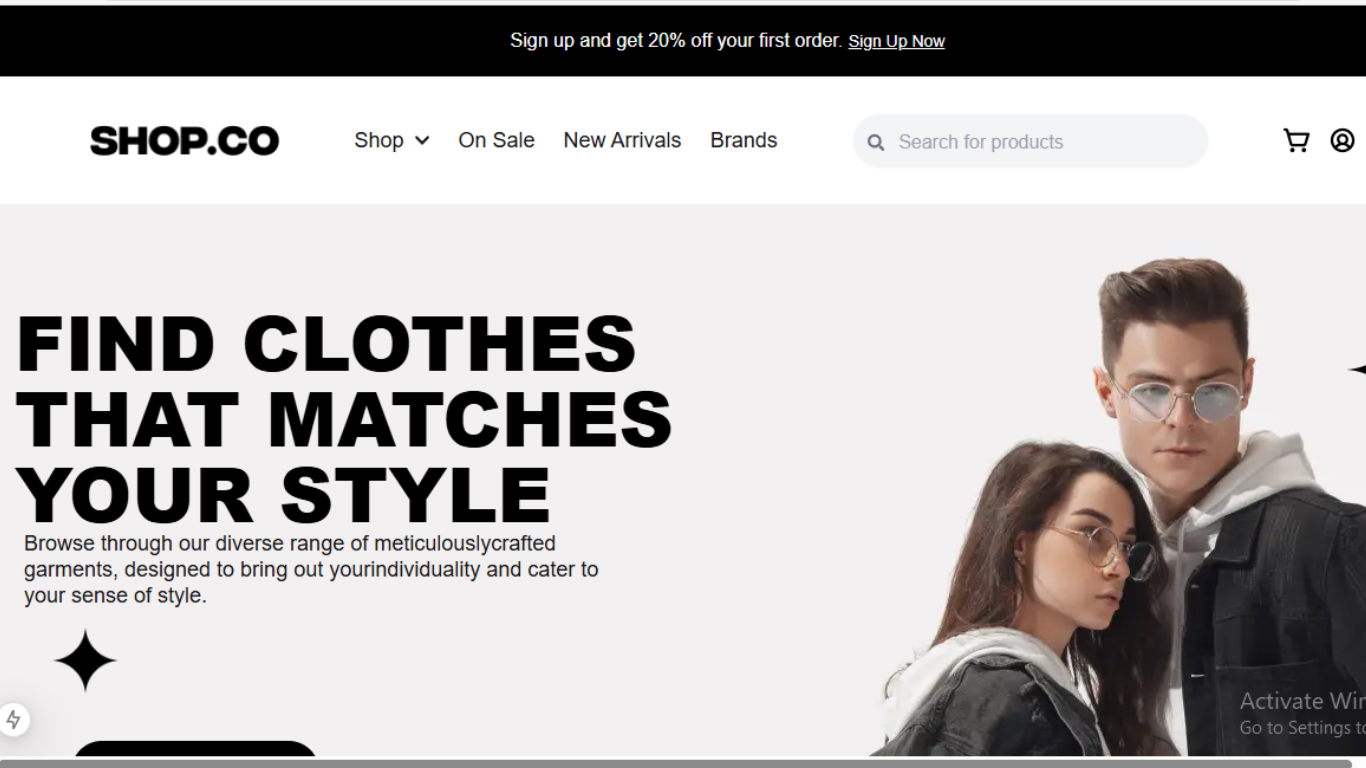 Sign up and get 20% off your first order. Sign Up Now
SHOP.CO
Shop
On Sale
New Arrivals
Brands
Search for products
FIND CLOTHES
THAT MATCHES
YOUR STYLE
Browse through our diverse range of meticulouslycrafted
garments, designed to bring out yourindividuality and cater to
your sense of style.
Activate Win
Go to Settings to